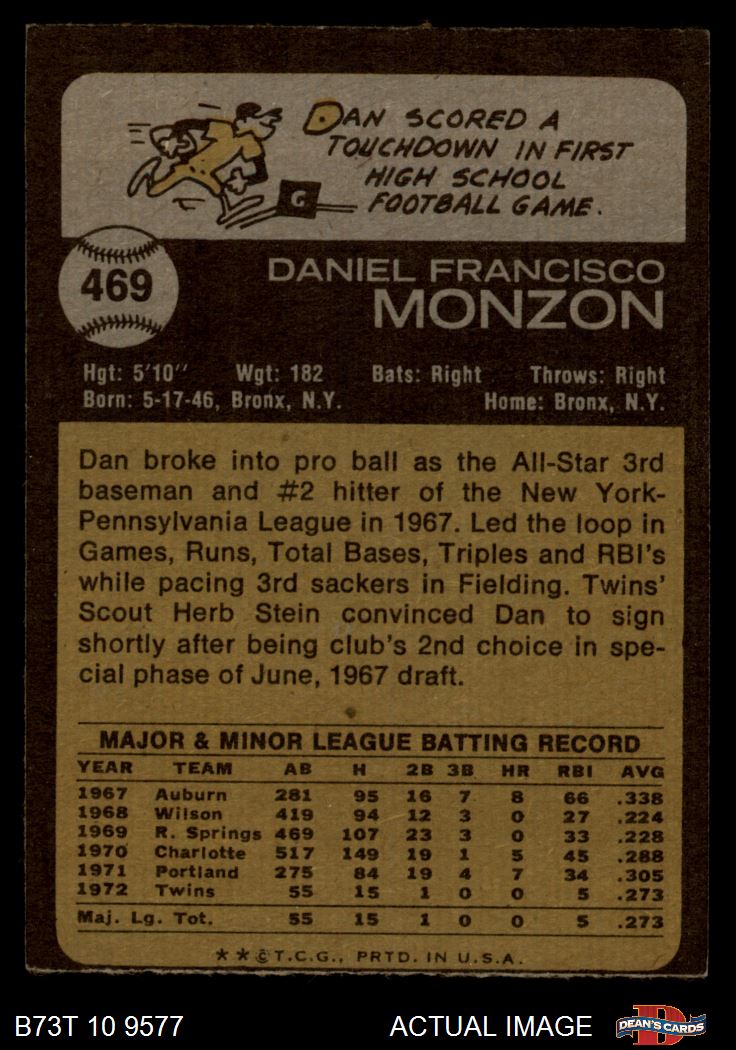 DAN SCORED A
TOUCHDOWN IN FIRST
HIGH SCHOOL
FOOTBALL GAME.
G
469
DANIEL FRANCISCO
MONZON
Hgt: 5'10" Wgt: 182 Bats: Right Throws: Right
Born: 5-17-46, Bronx, N.Y. Home: Bronx, N.Y.
Dan broke into pro ball as the All-Star 3rd
baseman and #2 hitter of the New York-
Pennsylvania League in 1967. Led the loop in
Games, Runs, Total Bases, Triples and RBI's
while pacing 3rd sackers in Fielding. Twins'
Scout Herb Stein convinced Dan to sign
shortly after being club's 2nd choice in spe-
cial phase of June, 1967 draft.
MAJOR & MINOR LEAGUE BATTING RECORD
YEAR TEAM AB H 2B 3B HR RBI AVG
1967 Auburn 281 95 16 7 8 66 .338
1968 Wilson 419 94 12 3 0 27 .224
1969 R. Springs 469 107 23 3 0 33 .228
1970 Charlotte 517 149 19 1 5 45 .288
1971 Portland 275 84 19 4 7 34 .305
1972 Twins 55 15 1 0 0 5 .273
Maj. Lg. Tot. 55 15 1 0 0 5 .273
**©T.C.G., PRTD. IN U.S.A.
B73T 10 9577 ACTUAL IMAGE DEAN'S CARDS